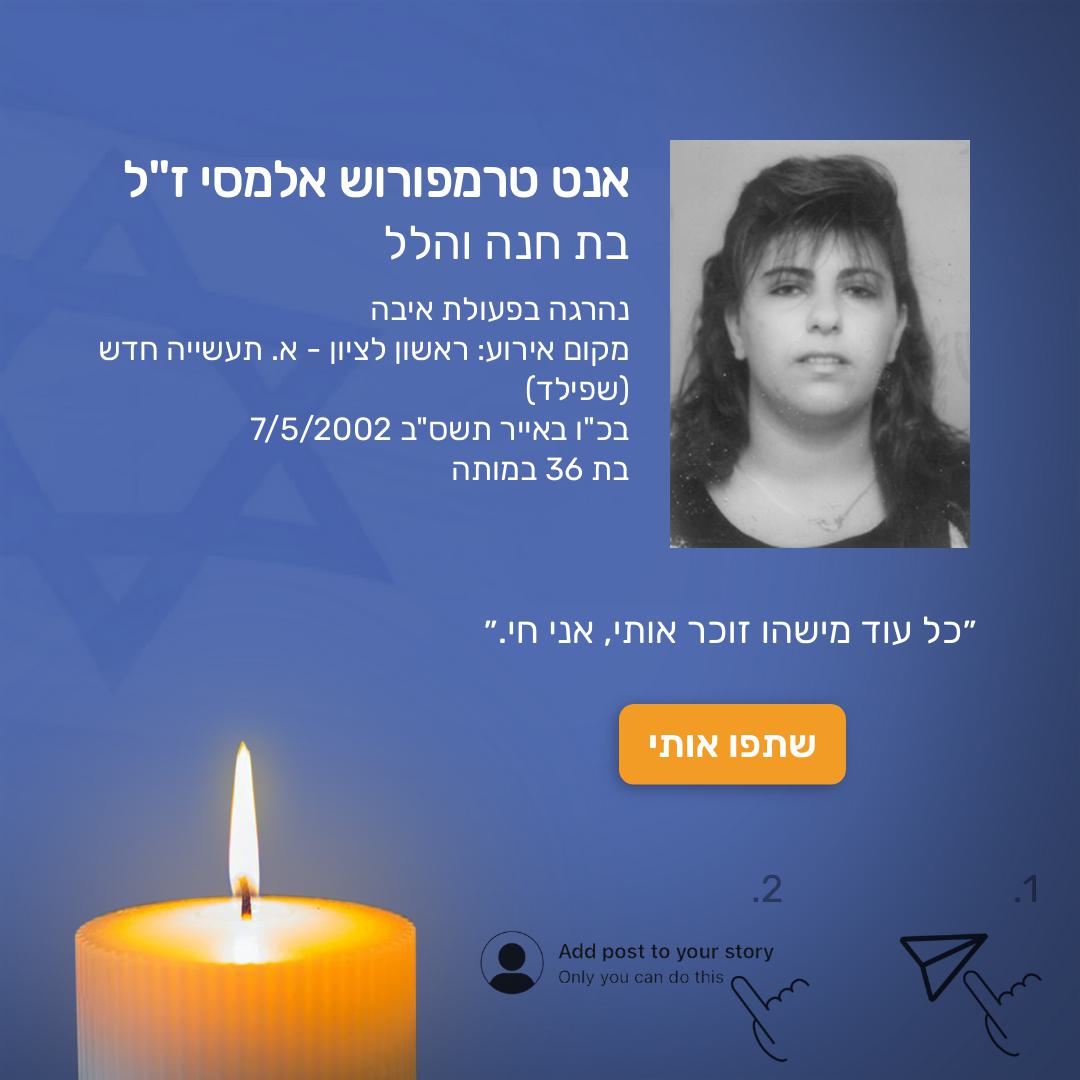 אנט טרמפורוש אלמסי ז"ל
בת חנה והלל
נהרגה בפעולת איבה
מקום אירוע: ראשון לציון - א. תעשייה חדש
(שפילד)
בכ"ו באייר תשס"ב 7/5/2002
בת 36 במותה
״כל עוד מישהו זוכר אותי, אני חי.״
שתפו אותי
1.
2.
Add post to your story
Only you can do this